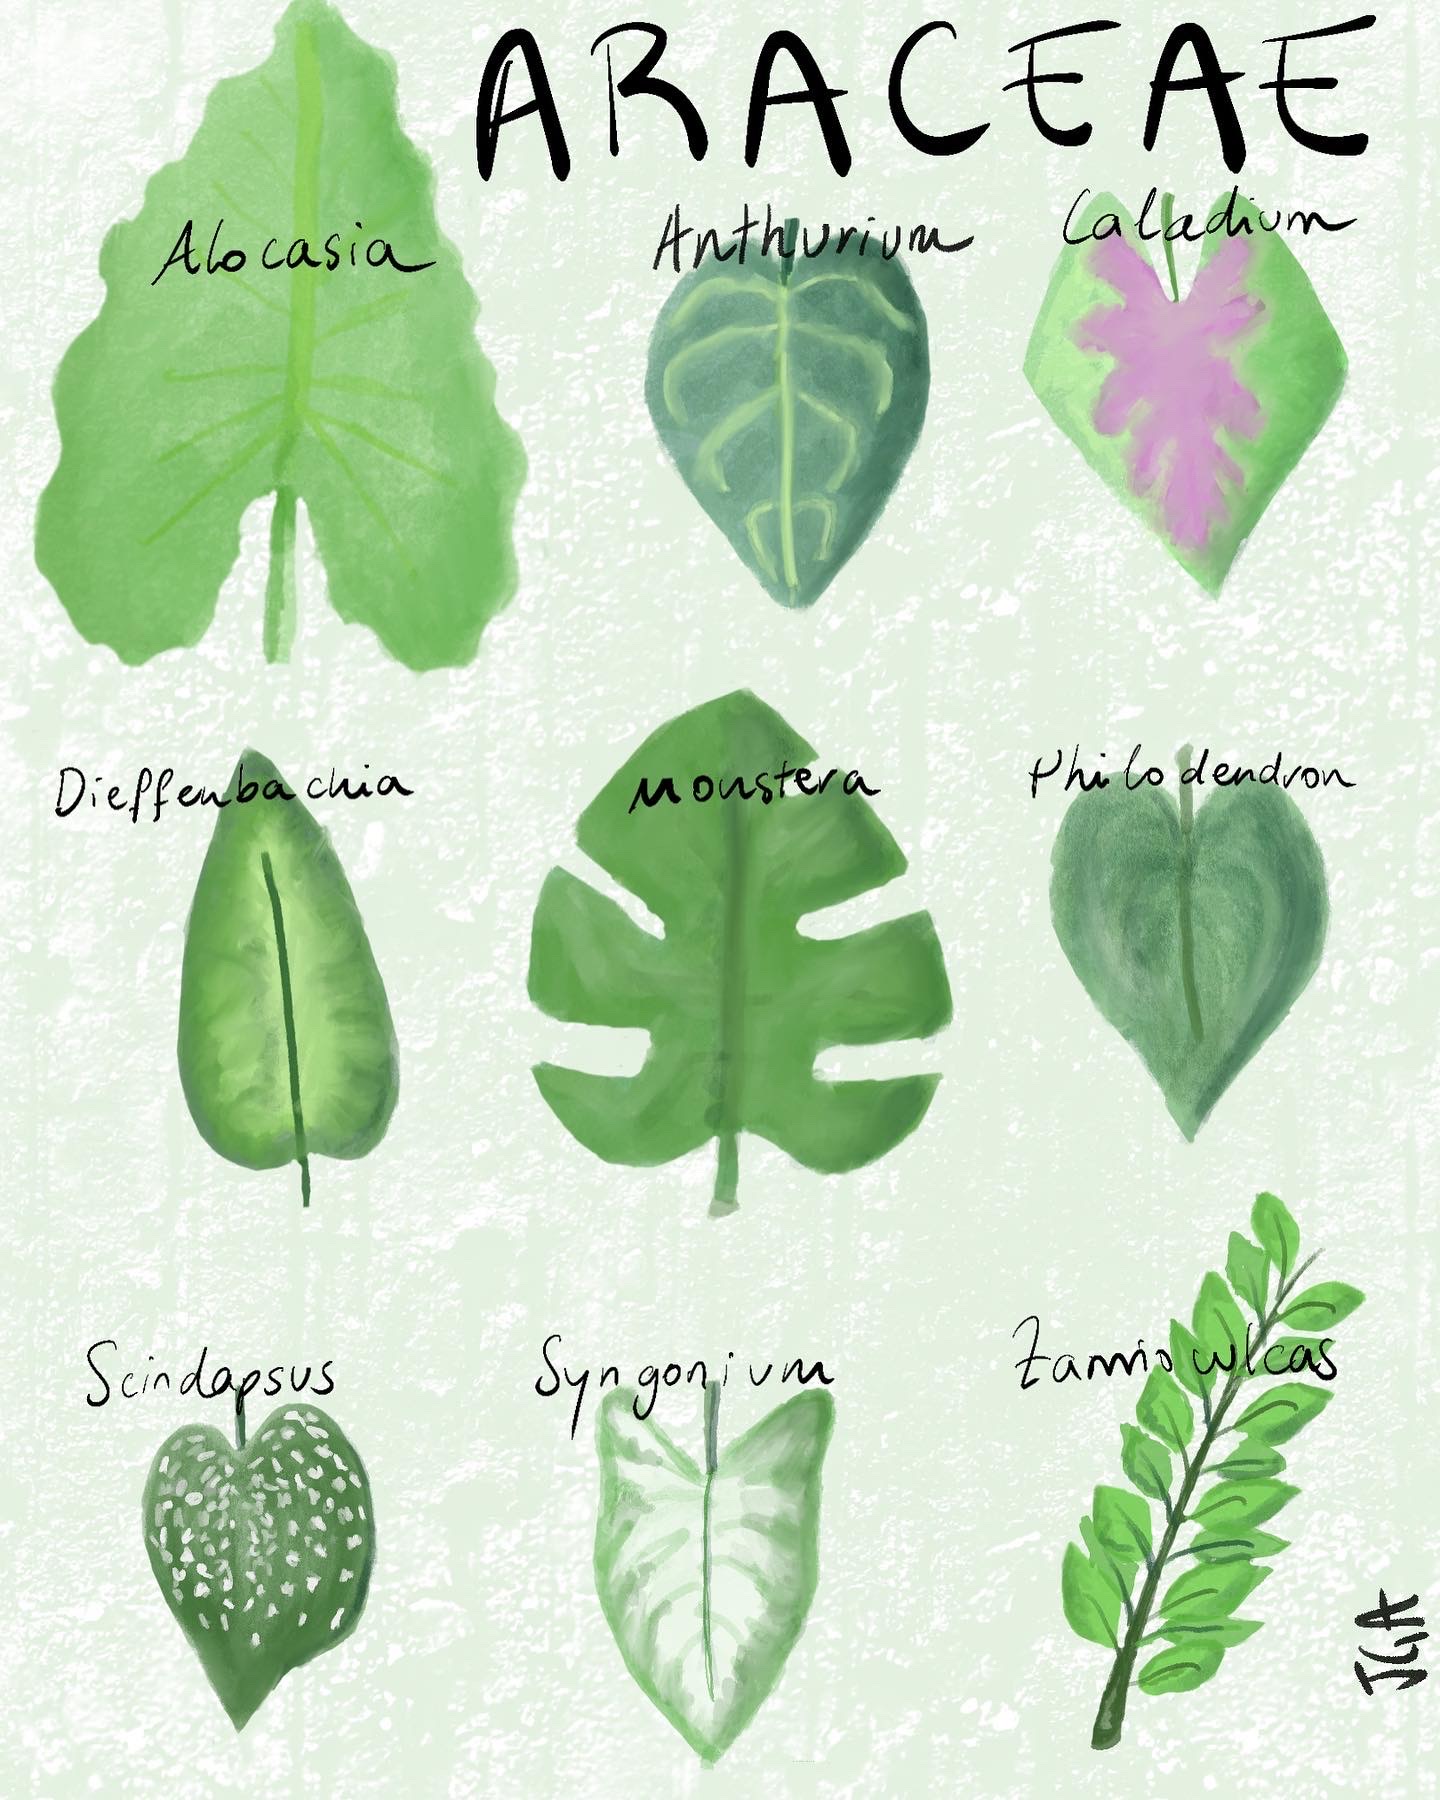 ARACEAE
Alocasia
Anthurium
Caladium
Dieffenbachia
Monstera
Philodendron
Scindapsus
Syngonium
Zamioculcas